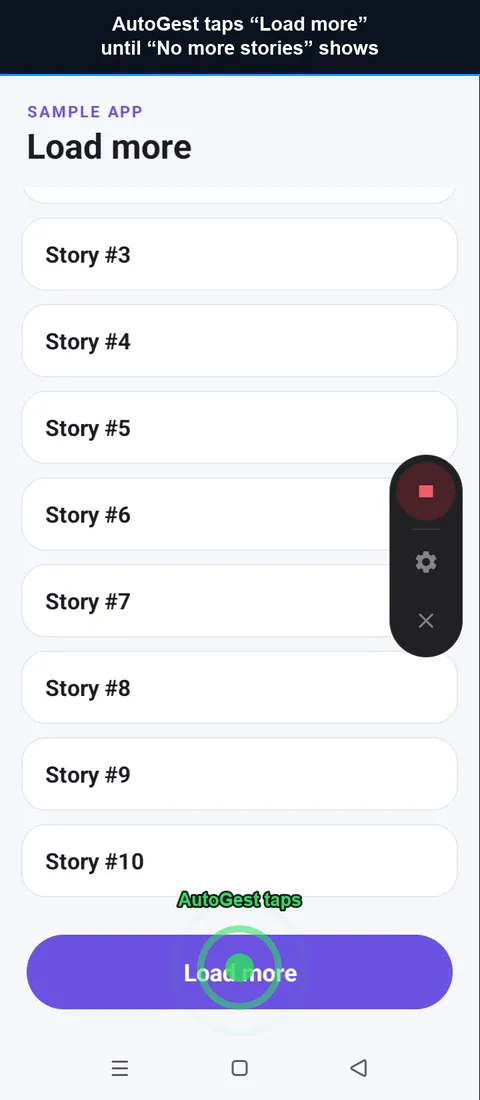 AutoGest taps “Load more”
until “No more stories” shows
SAMPLE APP
Load more
Story #3
Story #4
Story #5
Story #6
Story #7
Story #8
Story #9
Story #10
AutoGest taps
Load more